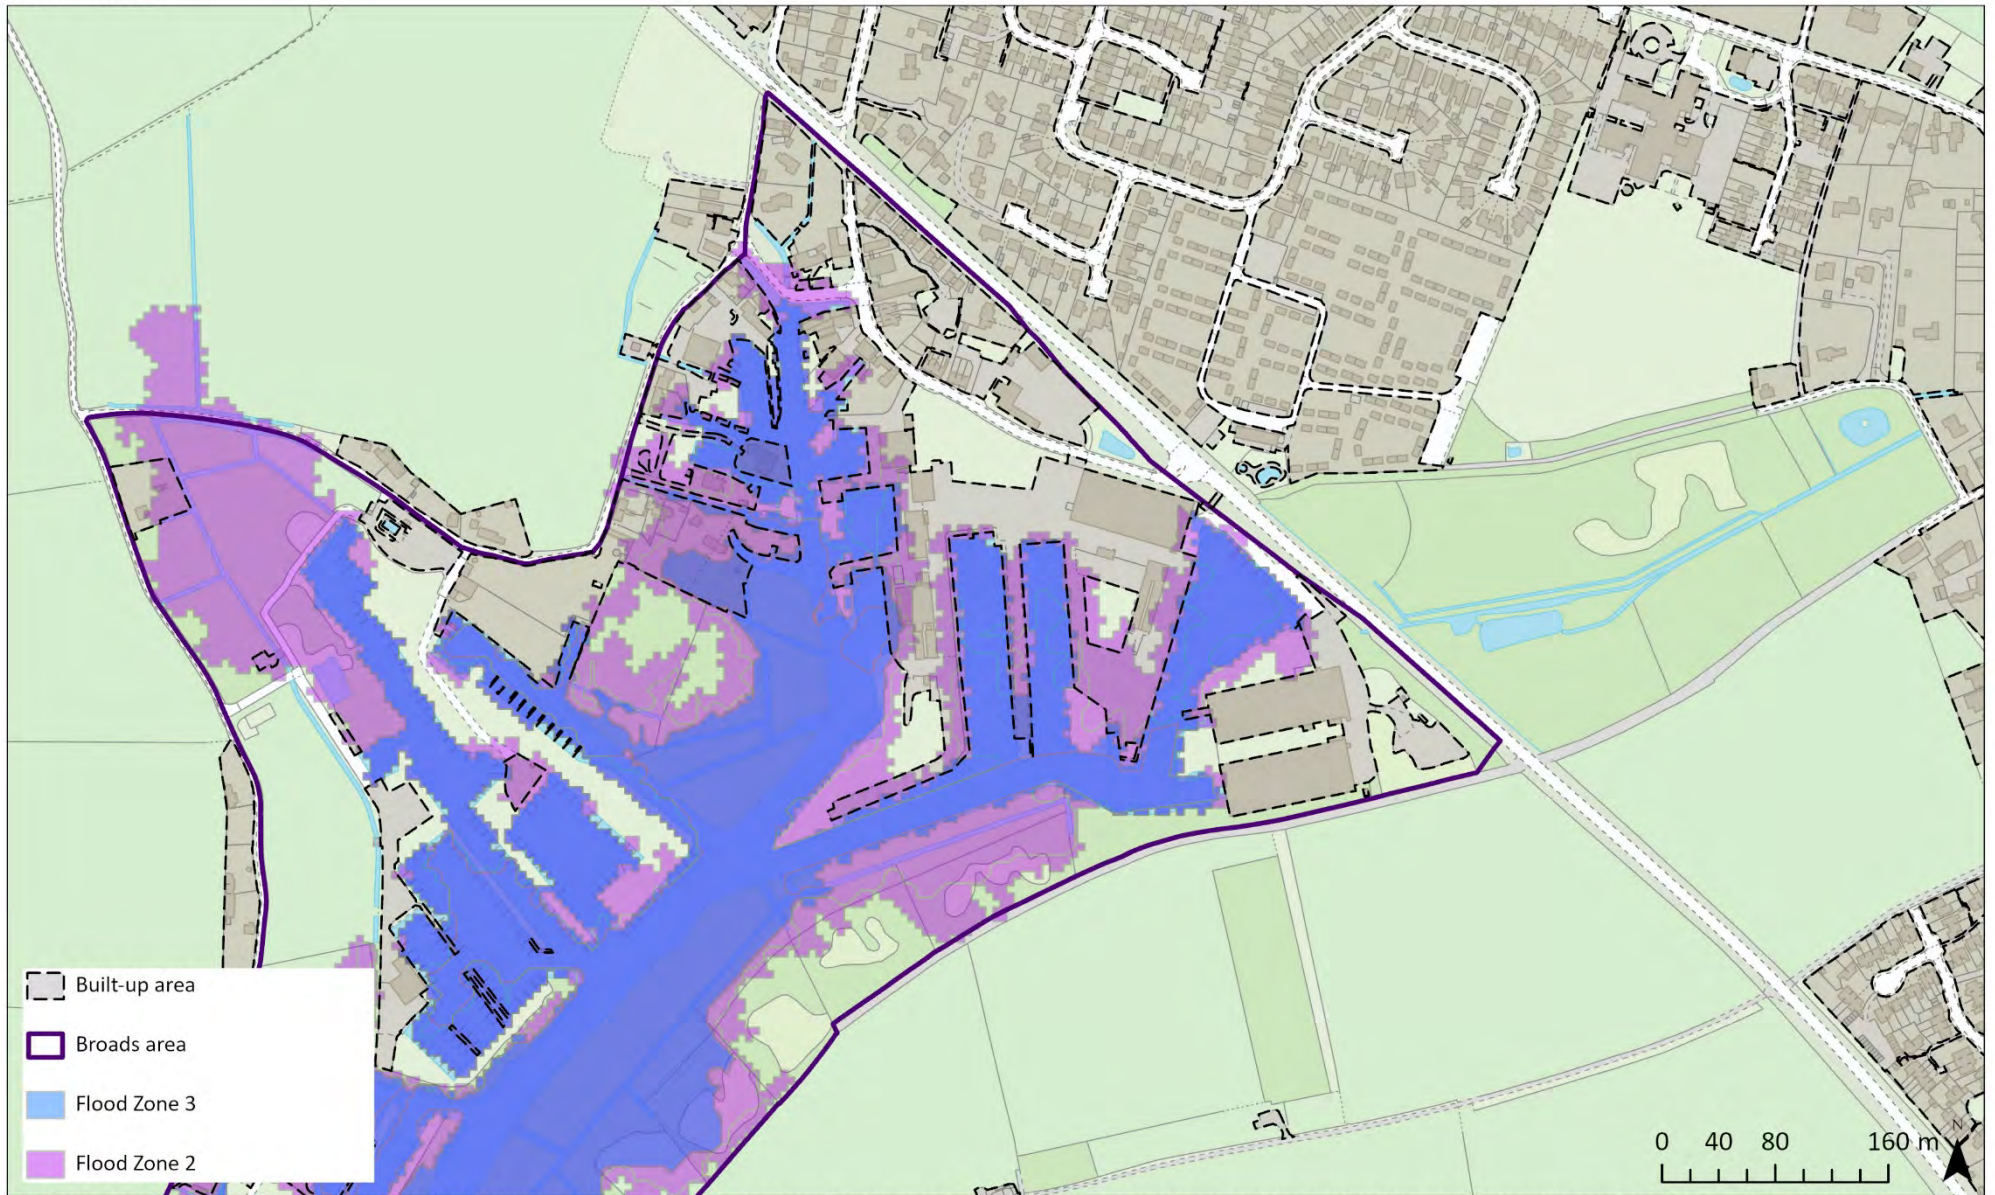 Built-up area
Broads area
Flood Zone 3
Flood Zone 2
0 40 80 160 m
N